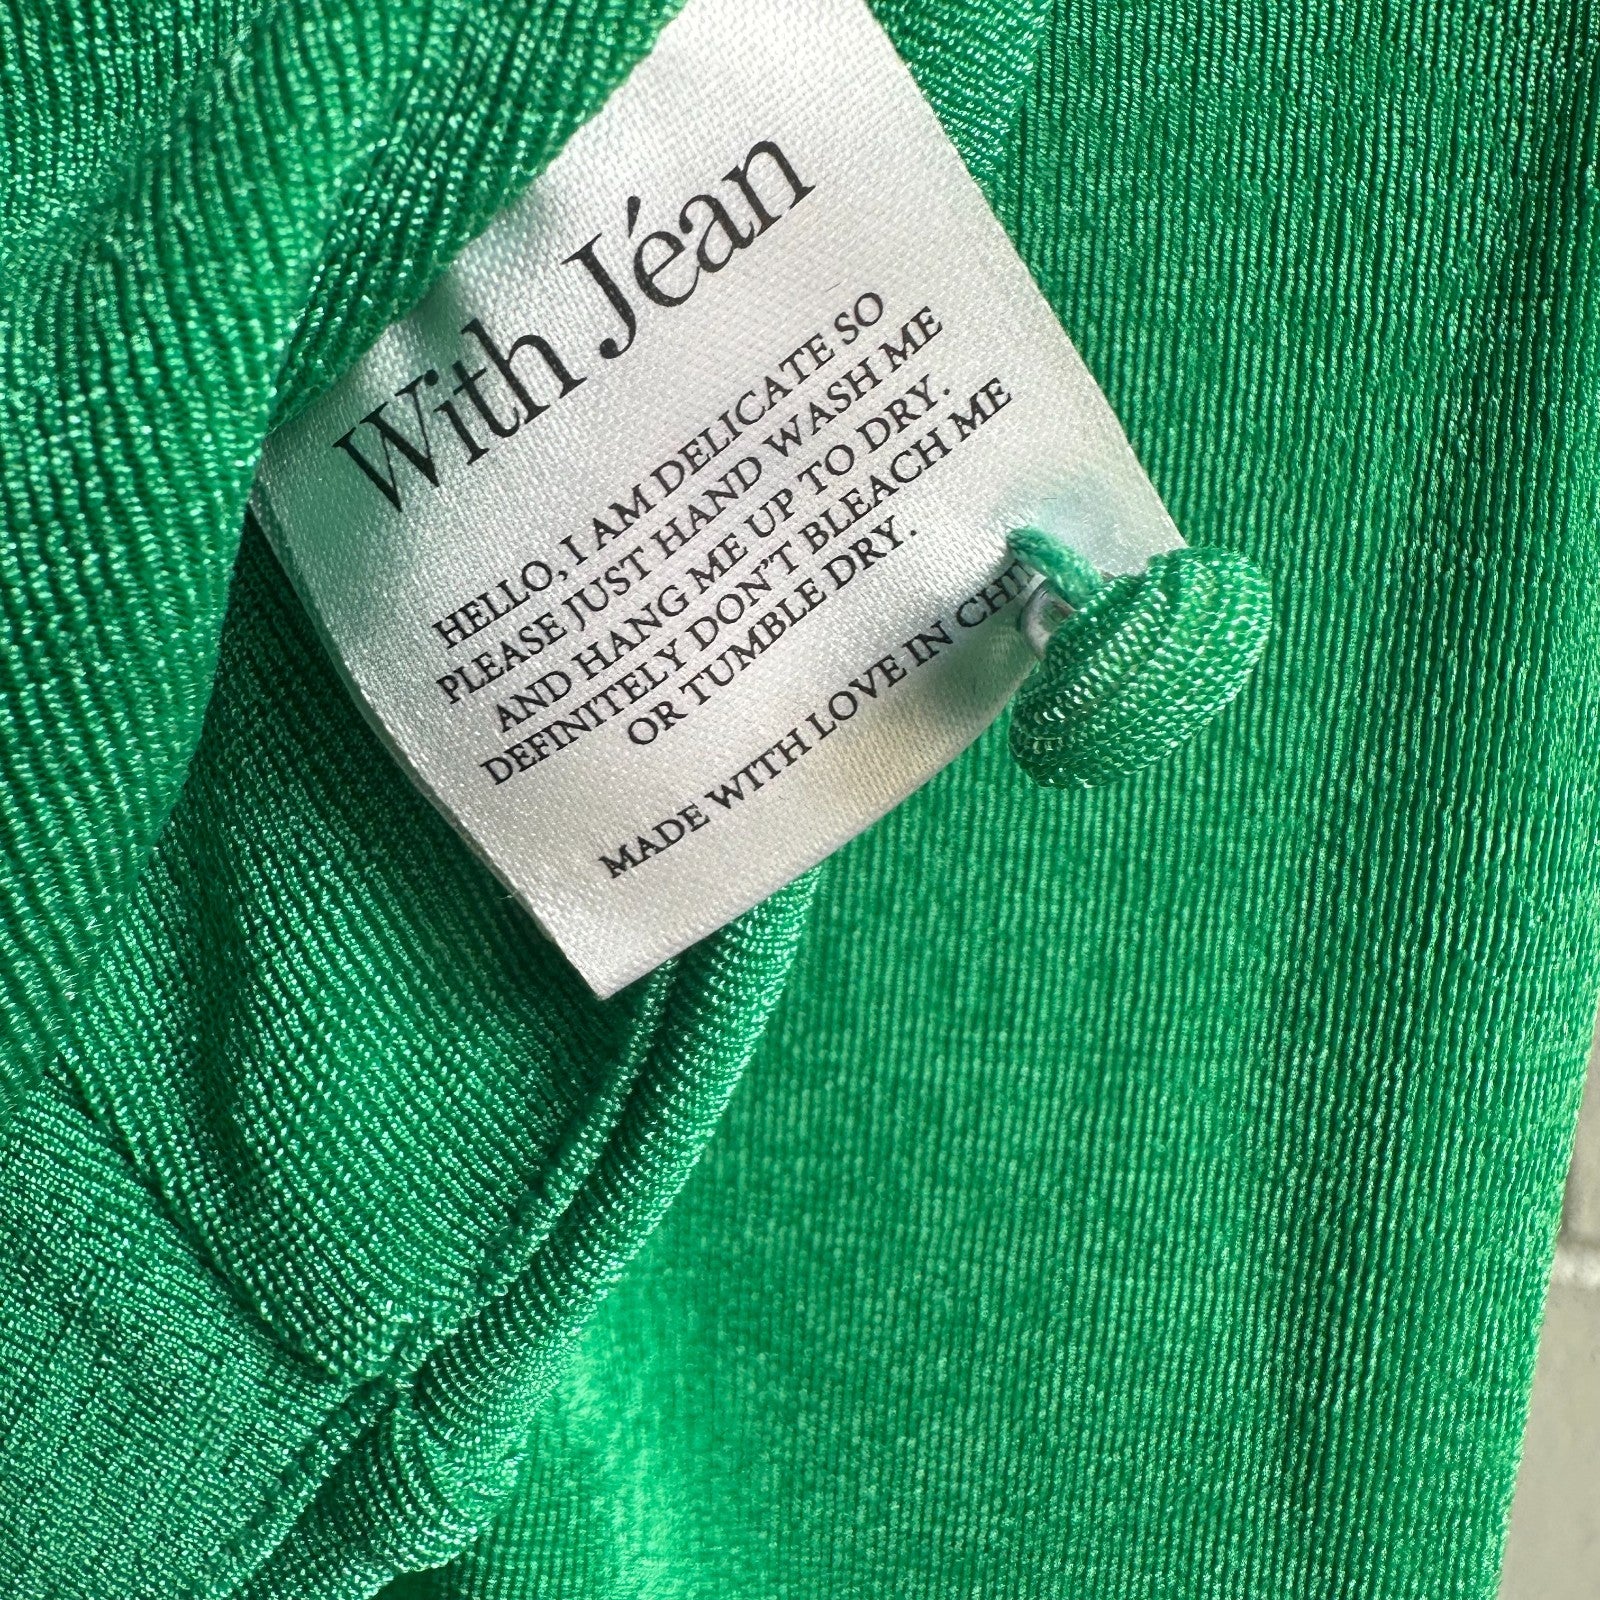 With Jéan
HELLO, I AM DELICATE SO
PLEASE JUST HAND WASH ME
AND HANG ME UP TO DRY.
DEFINITELY DON'T BLEACH ME
OR TUMBLE DRY.
MADE WITH LOVE IN